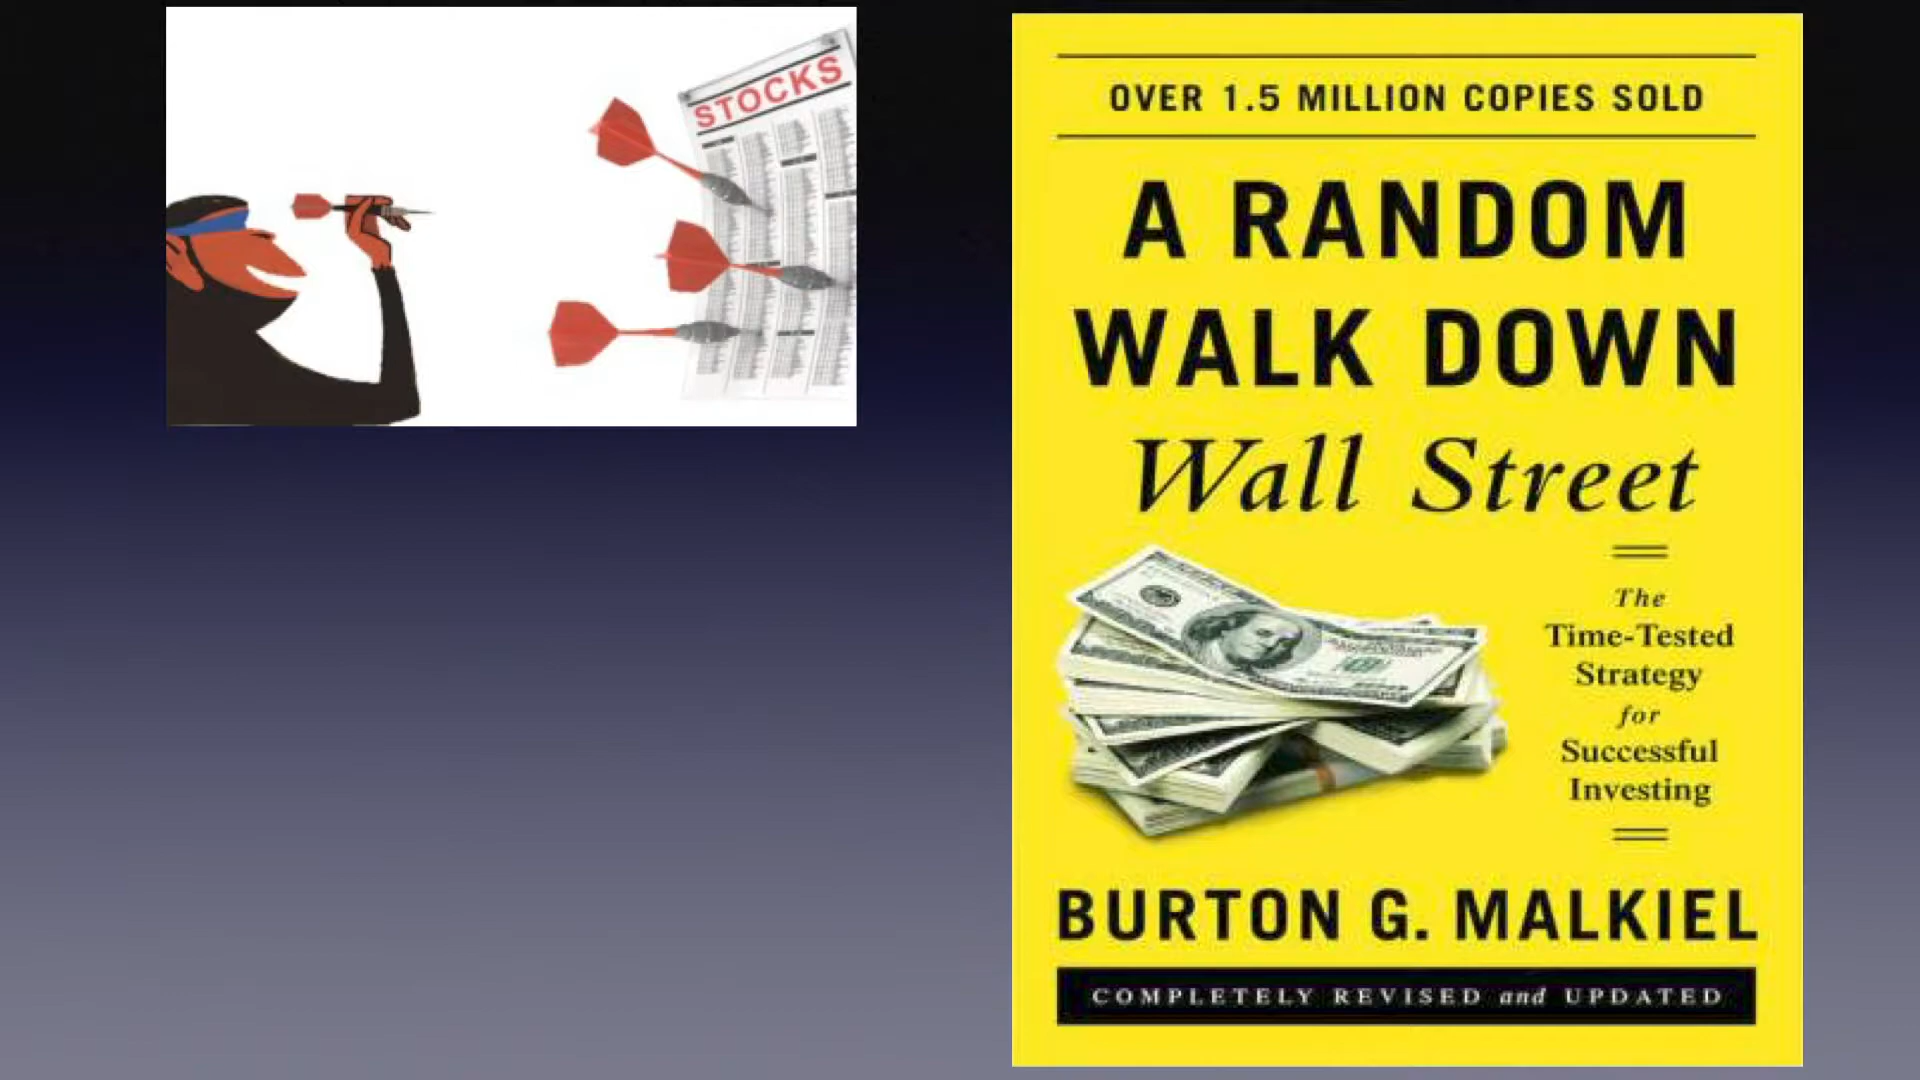 STOCKS
OVER 1.5 MILLION COPIES SOLD
A RANDOM
WALK DOWN
Wall Street
The
Time-Tested
Strategy
for
Successful
Investing
BURTON G. MALKIEL
COMPLETELY REVISED and UPDATED